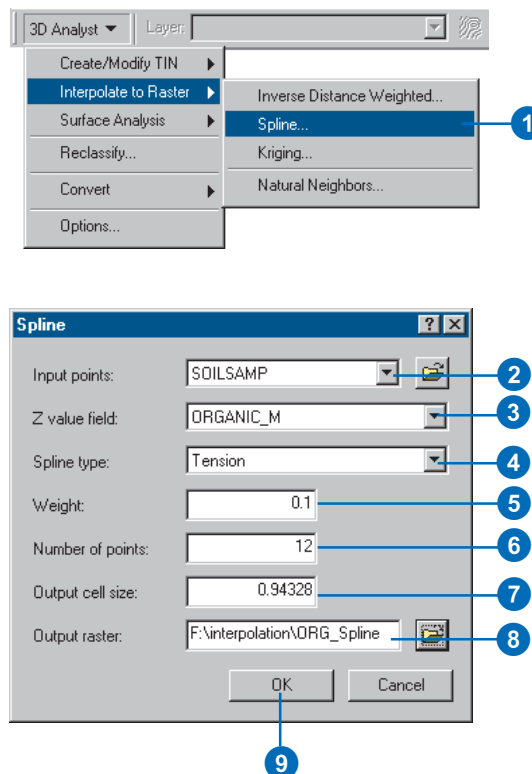 3D Analyst
Layer:
Create/Modify TIN
Interpolate to Raster
Surface Analysis
Reclassify...
Convert
Options...
Inverse Distance Weighted...
Spline... 1
Kriging...
Natural Neighbors...
Spline ?
Input points: SOILSAMP 2
Z value field: ORGANIC_M 3
Spline type: Tension 4
Weight: 0.1 5
Number of points: 12 6
Output cell size: 0.94328 7
Output raster: F:\interpolation\ORG_Spline 8
OK Cancel
9